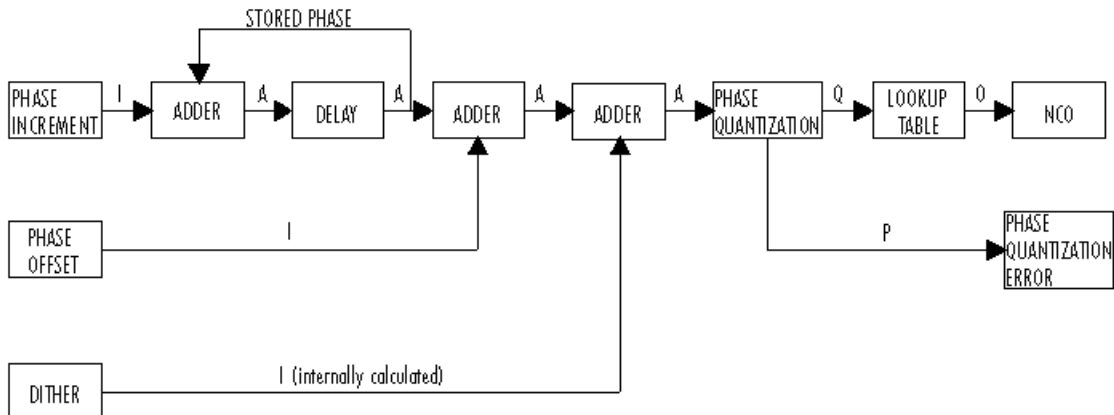 STORED PHASE
PHASE
INCREMENT
I
ADDER
A
DELAY
A
ADDER
A
ADDER
A
PHASE
QUANTIZATION
Q
LOOKUP
TABLE
O
NCO
PHASE
OFFSET
I
P
PHASE
QUANTIZATION
ERROR
DITHER
I (internally calculated)